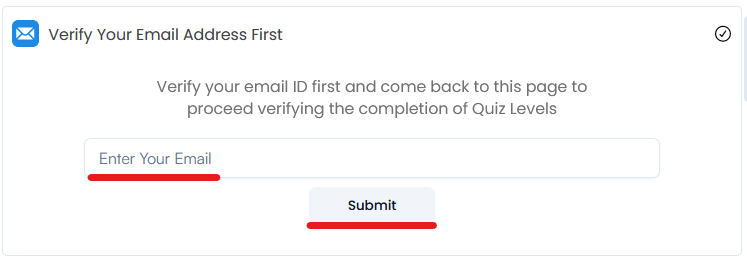 Verify Your Email Address First
Verify your email ID first and come back to this page to
proceed verifying the completion of Quiz Levels
Enter Your Email
Submit